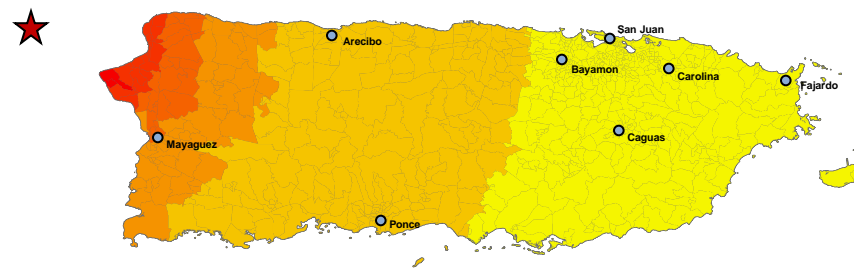 San Juan
Arecibo
Bayamon
Carolina
Fajardo
Caguas
Mayaguez
Ponce